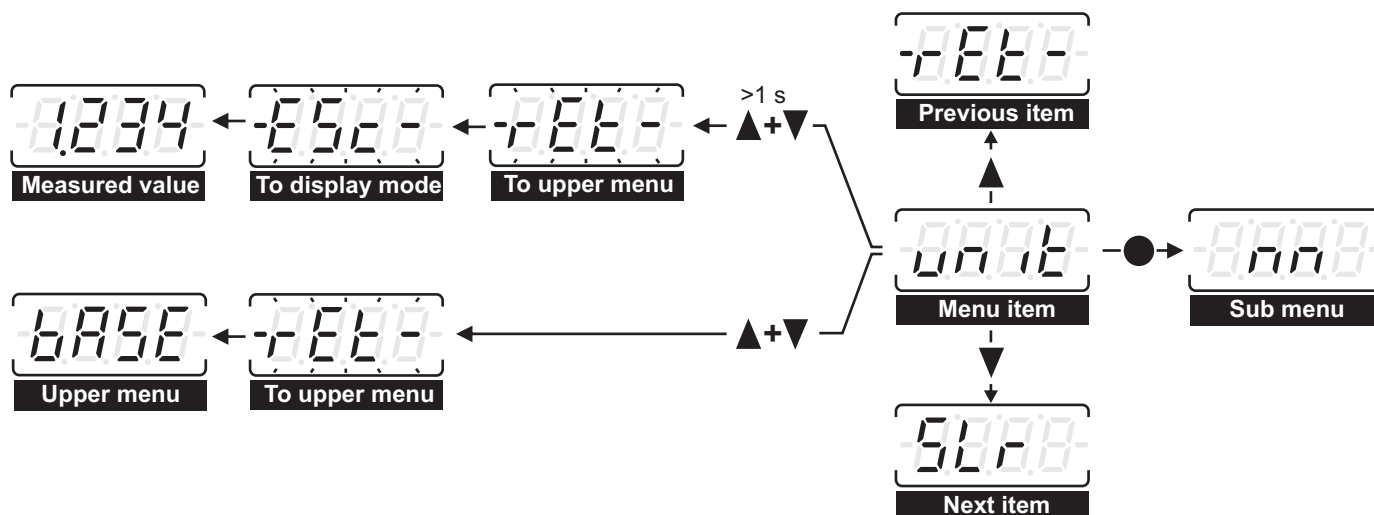 -rEt-
Previous item
>1 s
▲+▼
1.234
Measured value
-ESc-
To display mode
-rEt-
To upper menu
unit
Menu item
nn
Sub menu
▲+▼
bASE
Upper menu
-rEt-
To upper menu
SLr
Next item